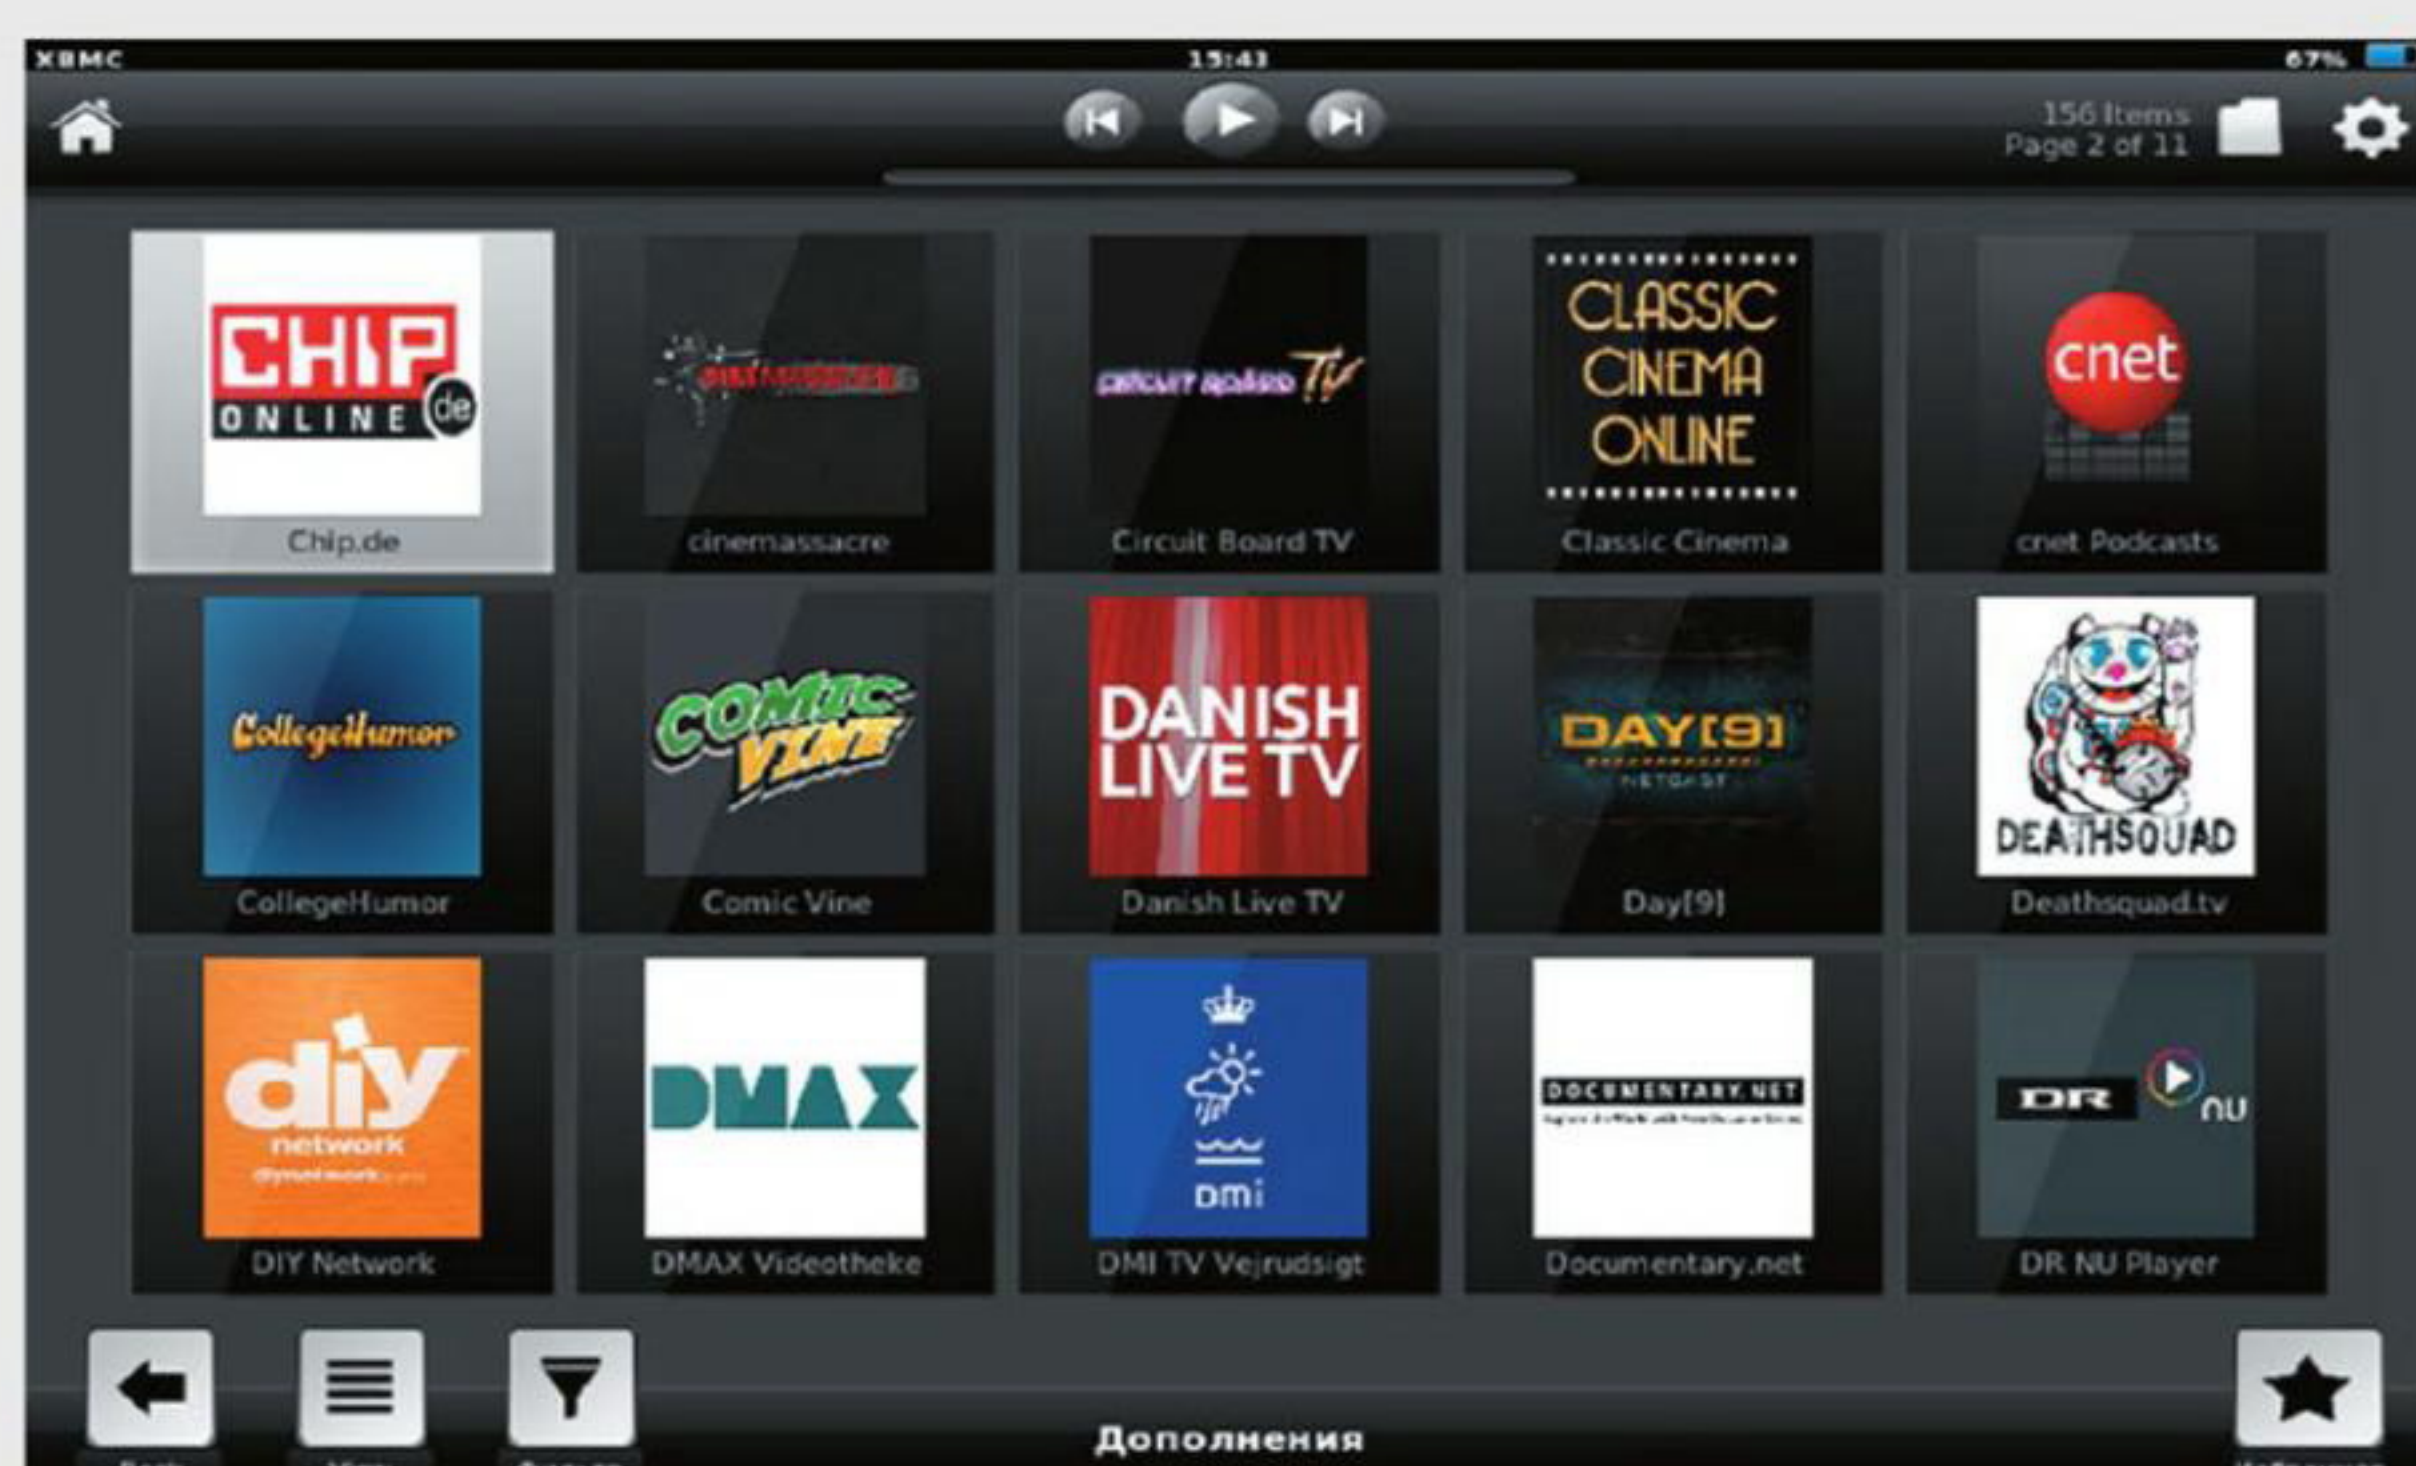 XBMC
15:43
67%
156 Items
Page 2 of 11
CHIP
ONLINE de
Chip.de
cinemassacre
CIRCUIT BOARD TV
Circuit Board TV
CLASSIC
CINEMA
ONLINE
Classic Cinema
cnet
cnet Podcasts
CollegeHumor
CollegeHumor
COMIC
VINE
Comic Vine
DANISH
LIVE TV
Danish Live TV
DAY[9]
NETCAST
Day[9]
DEATHSQUAD
Deathsquad.tv
diy
network
DIY Network
DMAX
DMAX Videotheke
DMI
DMI TV Vejrudsigt
DOCUMENTARY.NET
Documentary.net
DR NU
DR NU Player
Дополнения